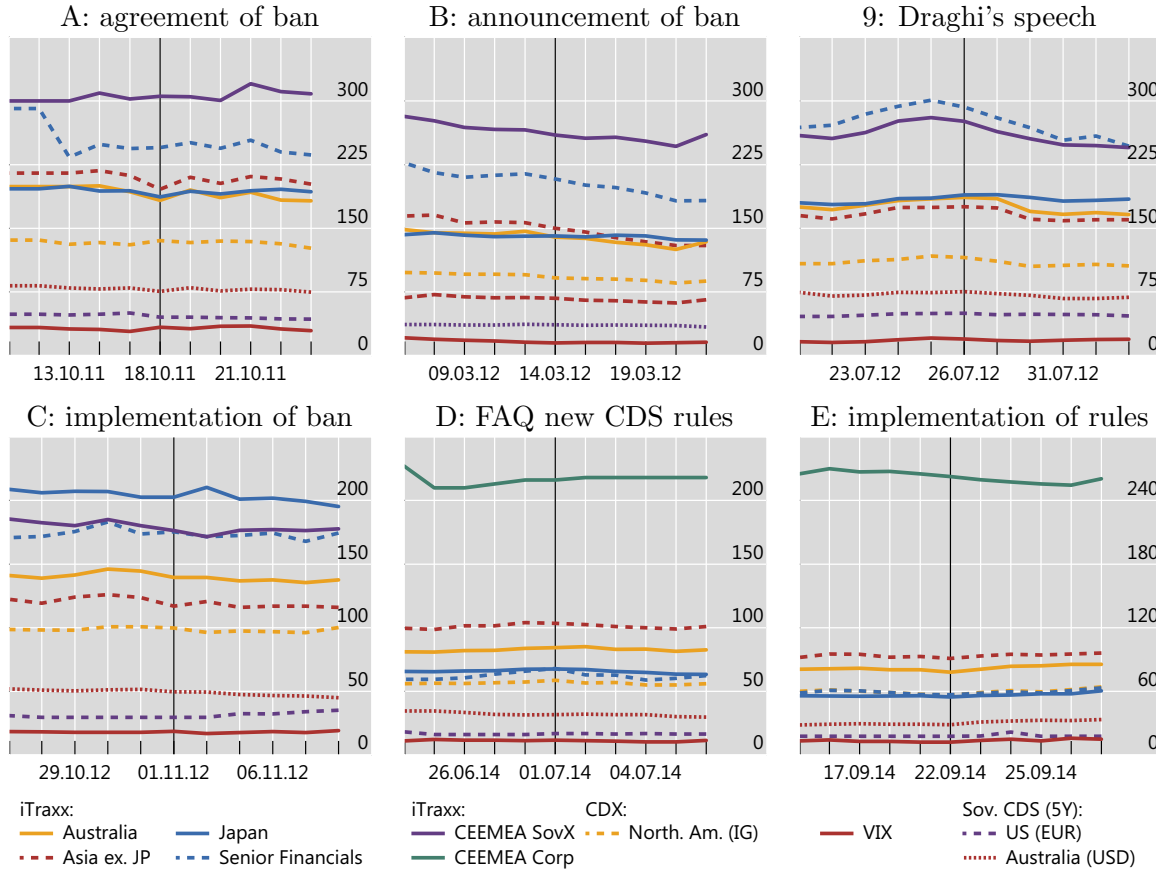 A: agreement of ban
B: announcement of ban
9: Draghi's speech
300
225
150
75
0
13.10.11 18.10.11 21.10.11
300
225
150
75
0
09.03.12 14.03.12 19.03.12
300
225
150
75
0
23.07.12 26.07.12 31.07.12
C: implementation of ban
D: FAQ new CDS rules
E: implementation of rules
200
150
100
50
0
29.10.12 01.11.12 06.11.12
200
150
100
50
0
26.06.14 01.07.14 04.07.14
240
180
120
60
0
17.09.14 22.09.14 25.09.14
iTraxx:
Australia
Japan
Asia ex. JP
Senior Financials
iTraxx:
CEEMEA SovX
CEEMEA Corp
CDX:
North. Am. (IG)
VIX
Sov. CDS (5Y):
US (EUR)
Australia (USD)